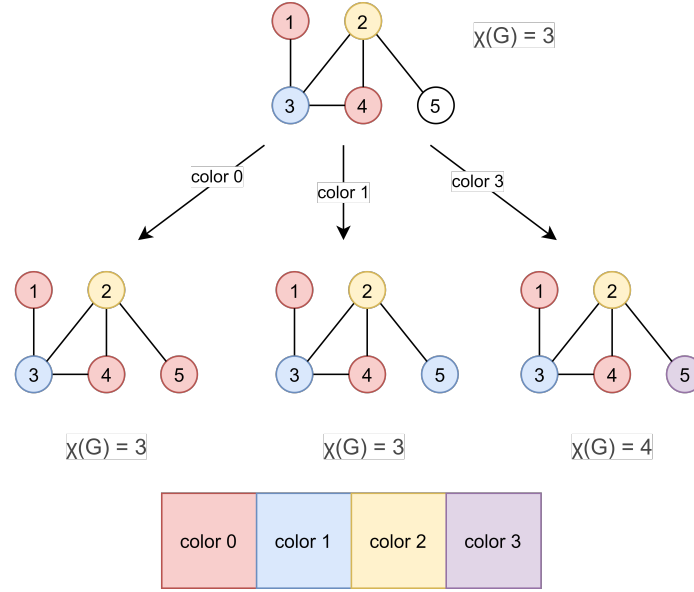 1 2 χ(G) = 3
3 4 5
color 0 color 1 color 3
1 2 1 2 1 2
3 4 5 3 4 5 3 4 5
χ(G) = 3 χ(G) = 3 χ(G) = 4
color 0 color 1 color 2 color 3